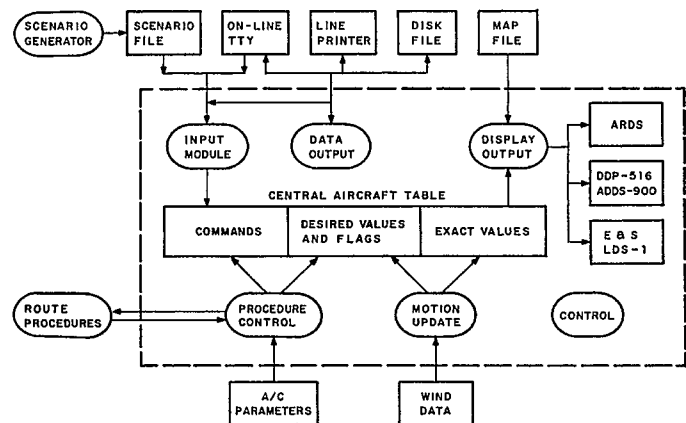 SCENARIO
GENERATOR
SCENARIO
FILE
ON-LINE
TTY
LINE
PRINTER
DISK
FILE
MAP
FILE
INPUT
MODULE
DATA
OUTPUT
DISPLAY
OUTPUT
ARDS
DDP-516
ADDS-900
E & S
LDS-1
CENTRAL AIRCRAFT TABLE
COMMANDS
DESIRED VALUES
AND FLAGS
EXACT VALUES
ROUTE
PROCEDURES
PROCEDURE
CONTROL
MOTION
UPDATE
CONTROL
A/C
PARAMETERS
WIND
DATA